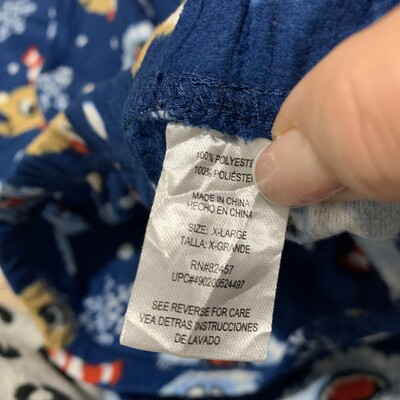 100% POLYESTE
100% POLIÉSTER
MADE IN CHINA
HECHO EN CHINA
SIZE: X-LARGE
TALLA: X-GRANDE
RN#82457
UPC#490200524497
SEE REVERSE FOR CARE
VEA DETRAS INSTRUCCIONES
DE LAVADO